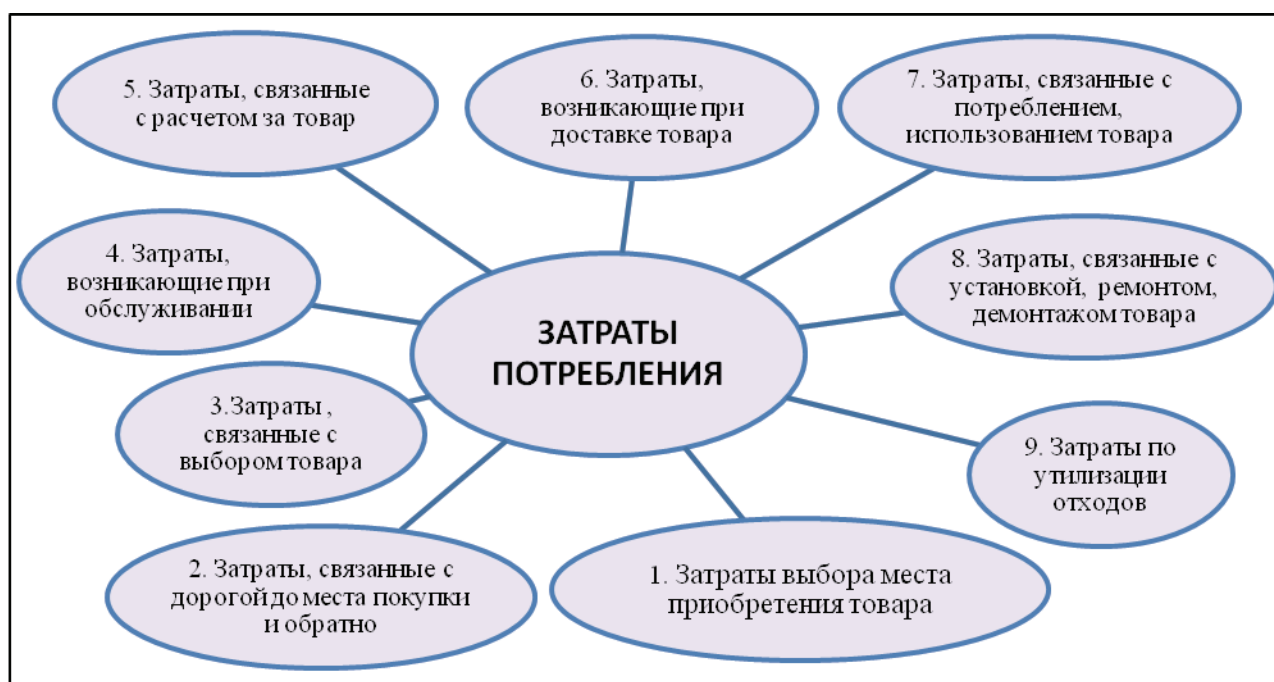 5. Затраты, связанные
с расчетом за товар
6. Затраты,
возникающие при
доставке товара
7. Затраты, связанные с
потреблением,
использованием товара
4. Затраты,
возникающие при
обслуживании
8. Затраты, связанные с
установкой, ремонтом,
демонтажом товара
ЗАТРАТЫ
ПОТРЕБЛЕНИЯ
3.Затраты ,
связанные с
выбором товара
9. Затраты по
утилизации
отходов
2. Затраты, связанные с
дорогой до места покупки
и обратно
1. Затраты выбора места
приобретения товара